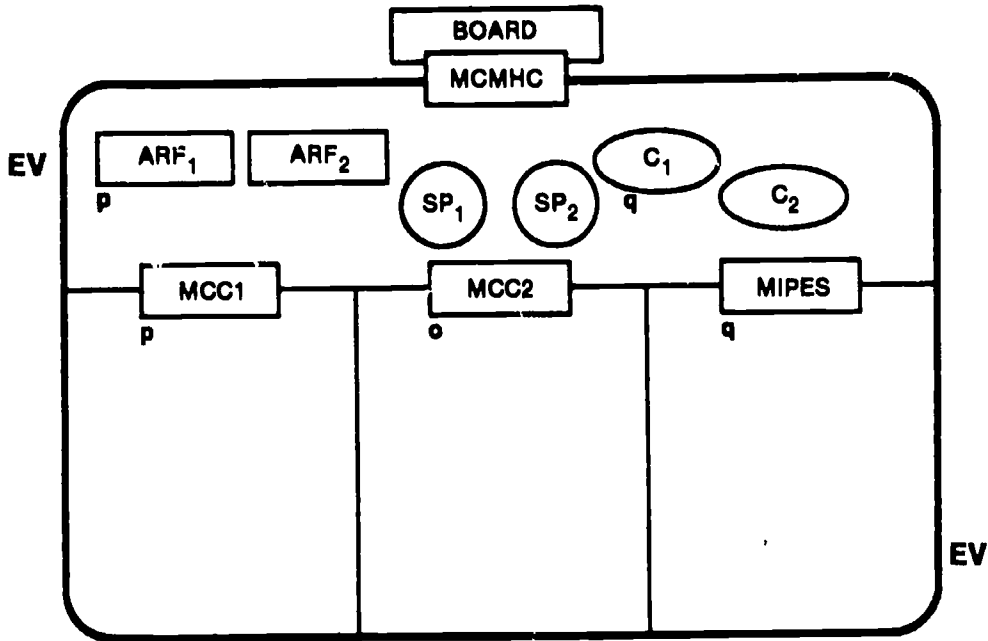 BOARD
MCMHC
EV
ARF1
ARF2
C1
p
SP1
SP2
q
C2
MCC1
MCC2
MIPES
p
o
q
EV